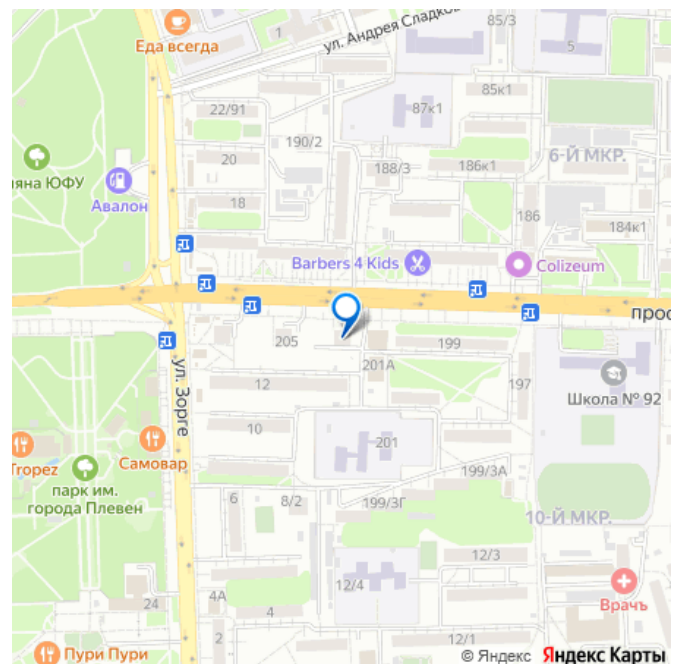 85/3
1
Еда всегда
ул. Андрея Сладков
5
85к1
22/91
87к1
190/2
6-Й МКР.
20
188/3
186к1
ляна ЮФУ
Авалон
18
186
184к1
Barbers 4 Kids
Colizeum
прос
205
199
201А
ул. Зорге
12
197
Школа № 92
10
201
Tropez
Самовар
199/3А
парк им.
города Плевен
6
8/2
199/3Г
10-Й МКР.
12/3
12/4
Врачъ
24
4А
4
2
12/1
Пури Пури
© Яндекс Яндекс Карты